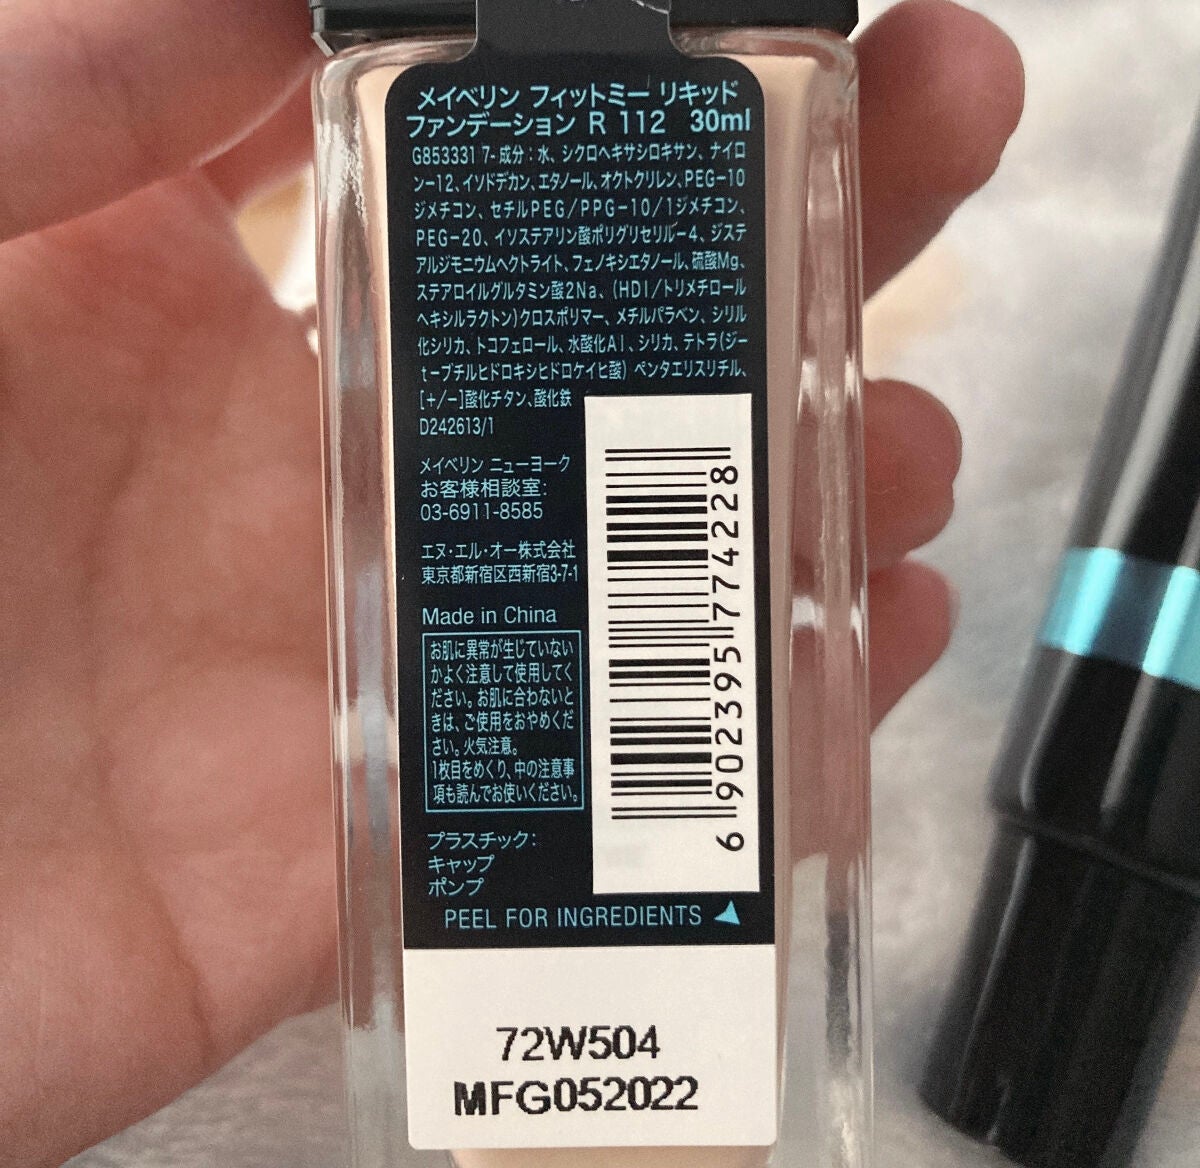 メイベリン フィットミー リキッド
ファンデーション R 112 30ml
G853331 7- 成分：水、シクロヘキサシロキサン、ナイロ
ン-12、イソドデカン、エタノール、オクトクリレン、PEG-10
ジメチコン、セチルPEG/PPG-10/1ジメチコン、
PEG-20、イソステアリン酸ポリグリセリル-4、ジステ
アルジモニウムヘクトライト、フェノキシエタノール、硫酸Mg、
ステアロイルグルタミン酸2Na、(HDI/トリメチロール
ヘキシルラクトン)クロスポリマー、メチルパラベン、シリル
化シリカ、トコフェロール、水酸化Al、シリカ、テトラ(ジー
tーブチルヒドロキシヒドロケイヒ酸) ペンタエリスリチル、
[+/-]酸化チタン、酸化鉄
D242613/1
メイベリン ニューヨーク
お客様相談室:
03-6911-8585
エヌ・エル・オー株式会社
東京都新宿区西新宿3-7-1
Made in China
お肌に異常が生じていない
かよく注意して使用してく
ださい。お肌に合わないと
きは、ご使用をおやめくだ
さい。火気注意。
1枚目をめくり、中の注意事
項も読んでお使いください。
プラスチック:
キャップ
ポンプ
6 902395 774228
PEEL FOR INGREDIENTS
72W504
MFG052022